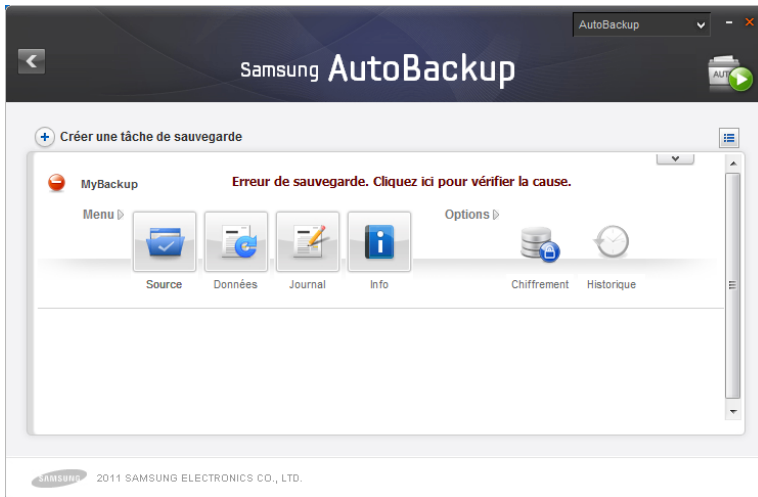 AutoBackup
samsung AutoBackup
AUT
Créer une tâche de sauvegarde
MyBackup
Erreur de sauvegarde. Cliquez ici pour vérifier la cause.
Menu
Options
Source
Données
Journal
Info
Chiffrement
Historique
SAMSUNG
2011 SAMSUNG ELECTRONICS CO., LTD.